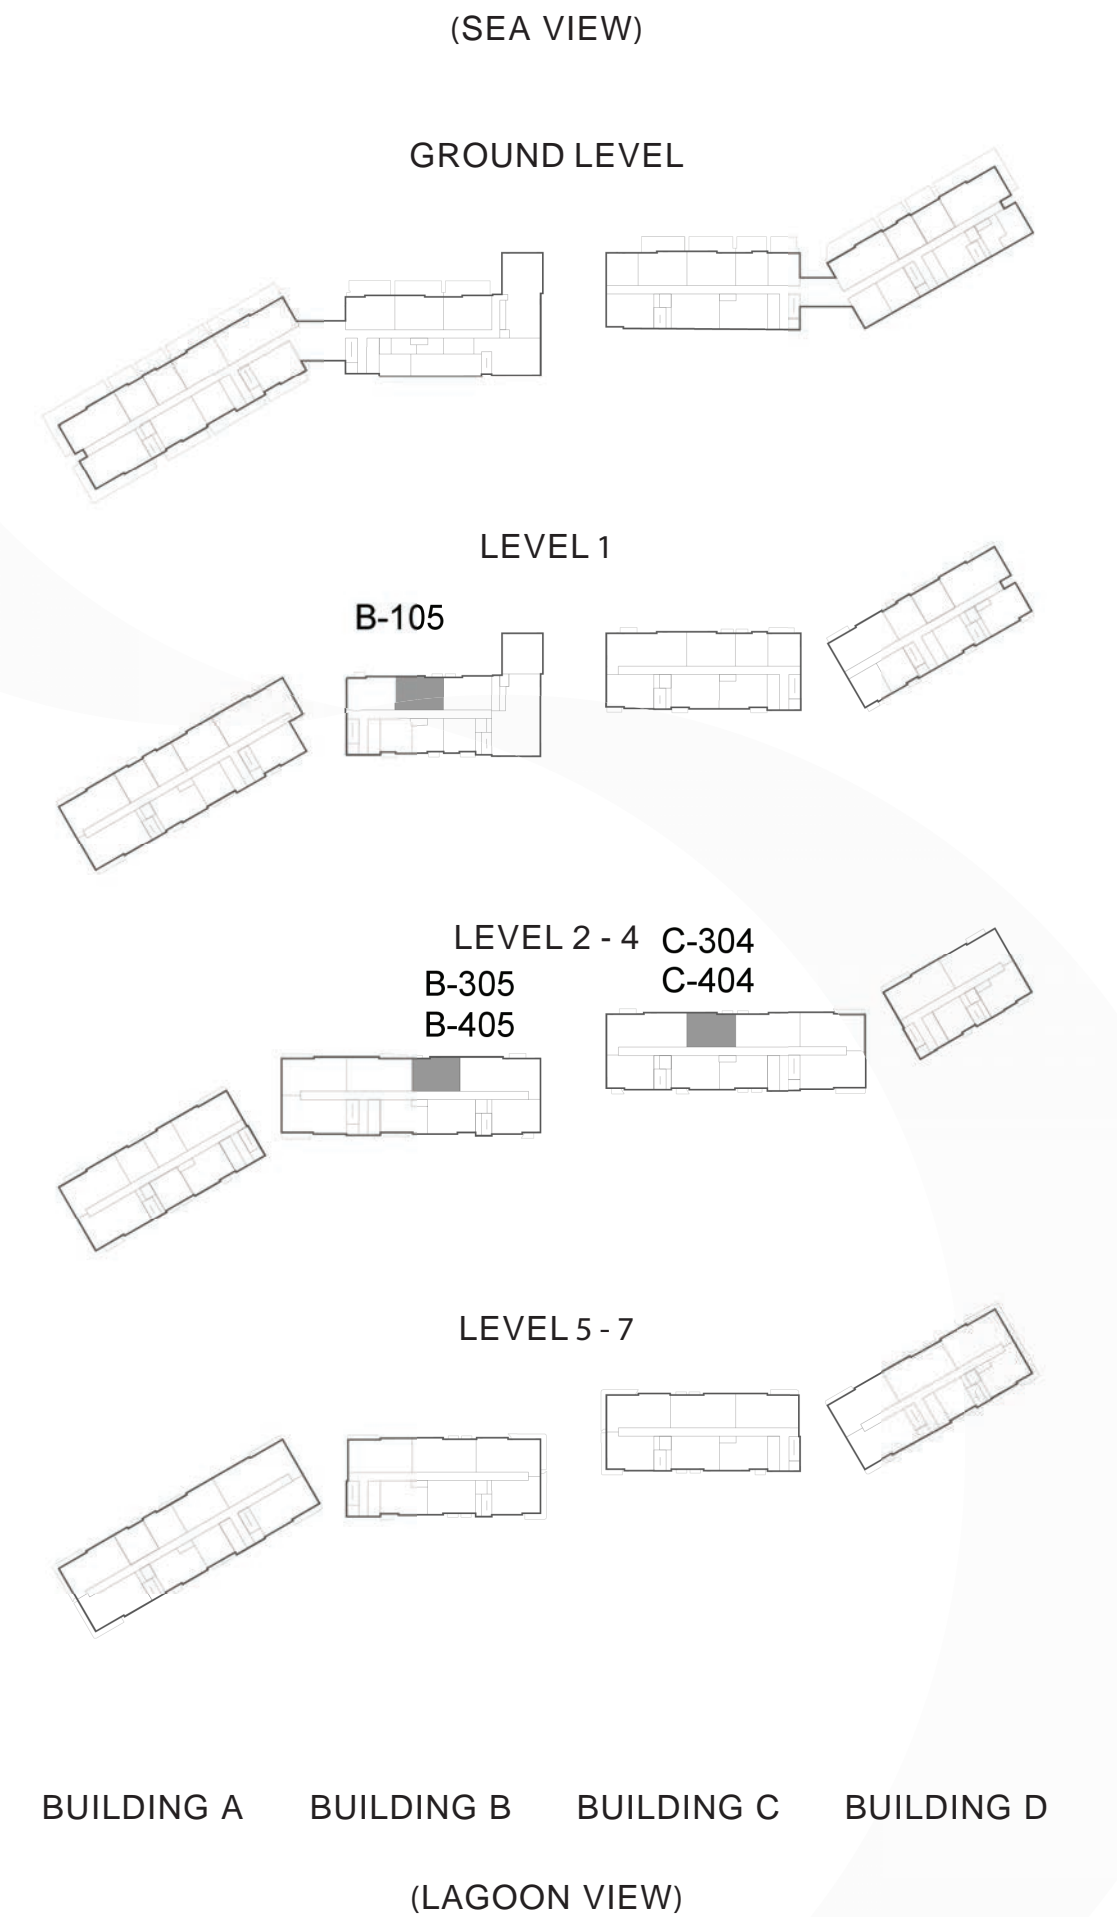 (SEA VIEW)
GROUND LEVEL
LEVEL 1
B-105
LEVEL 2 - 4
C-304
C-404
B-305
B-405
LEVEL 5 - 7
BUILDING A
BUILDING B
BUILDING C
BUILDING D
(LAGOON VIEW)